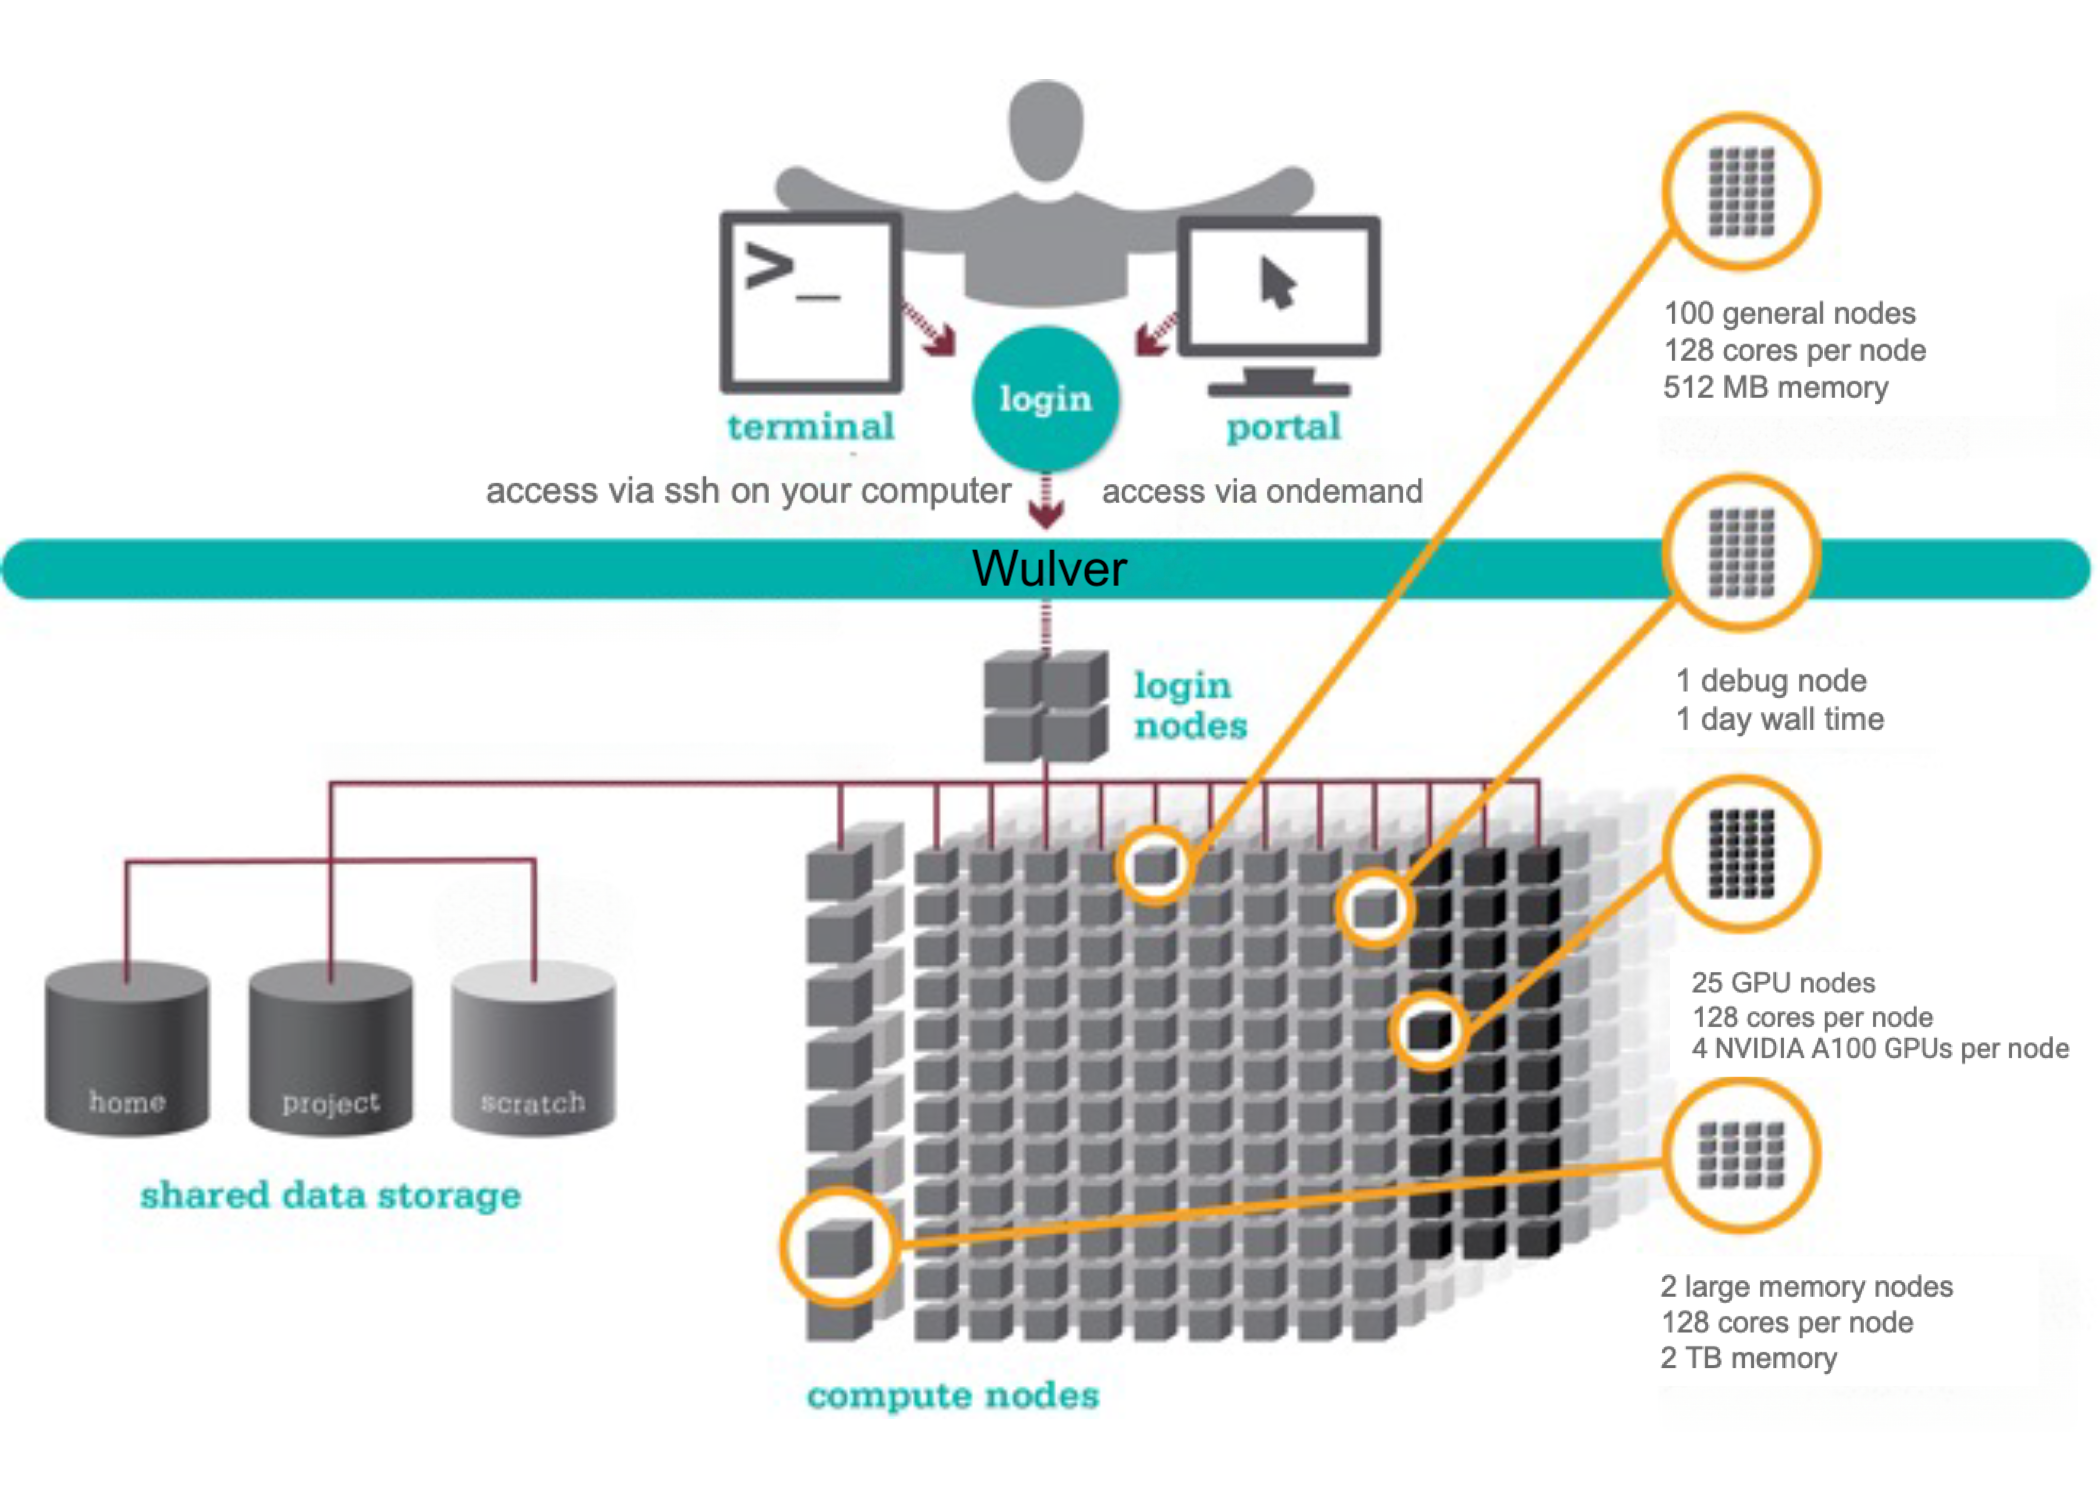 >_
login
terminal
portal
access via ssh on your computer
access via ondemand
Wulver
login
nodes
home
project
scratch
shared data storage
compute nodes
100 general nodes
128 cores per node
512 MB memory
1 debug node
1 day wall time
25 GPU nodes
128 cores per node
4 NVIDIA A100 GPUs per node
2 large memory nodes
128 cores per node
2 TB memory